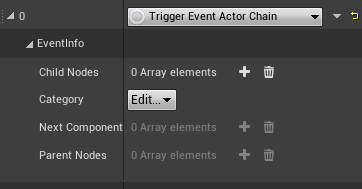 0 Trigger Event Actor Chain
EventInfo
Child Nodes 0 Array elements
Category Edit...
Next Component 0 Array elements
Parent Nodes 0 Array elements